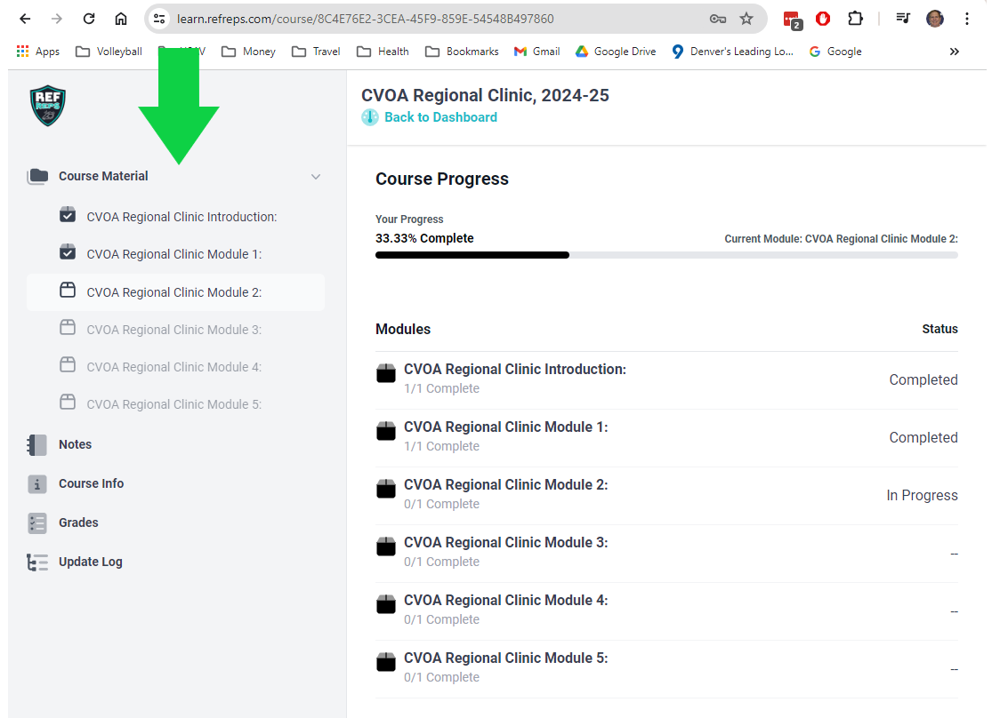 learn.refreps.com/course/8C4E76E2-3CEA-45F9-859E-54548B497860
2
Apps Volleyball Money Travel Health Bookmarks Gmail Google Drive Denver's Leading Lo... Google
REF
REPS
CVOA Regional Clinic, 2024-25
Back to Dashboard
Course Material
CVOA Regional Clinic Introduction:
CVOA Regional Clinic Module 1:
CVOA Regional Clinic Module 2:
CVOA Regional Clinic Module 3:
CVOA Regional Clinic Module 4:
CVOA Regional Clinic Module 5:
Notes
Course Info
Grades
Update Log
Course Progress
Your Progress
33.33% Complete
Current Module: CVOA Regional Clinic Module 2:
Modules Status
CVOA Regional Clinic Introduction:
1/1 Complete
Completed
CVOA Regional Clinic Module 1:
1/1 Complete
Completed
CVOA Regional Clinic Module 2:
0/1 Complete
In Progress
CVOA Regional Clinic Module 3:
0/1 Complete
--
CVOA Regional Clinic Module 4:
0/1 Complete
--
CVOA Regional Clinic Module 5:
0/1 Complete
--